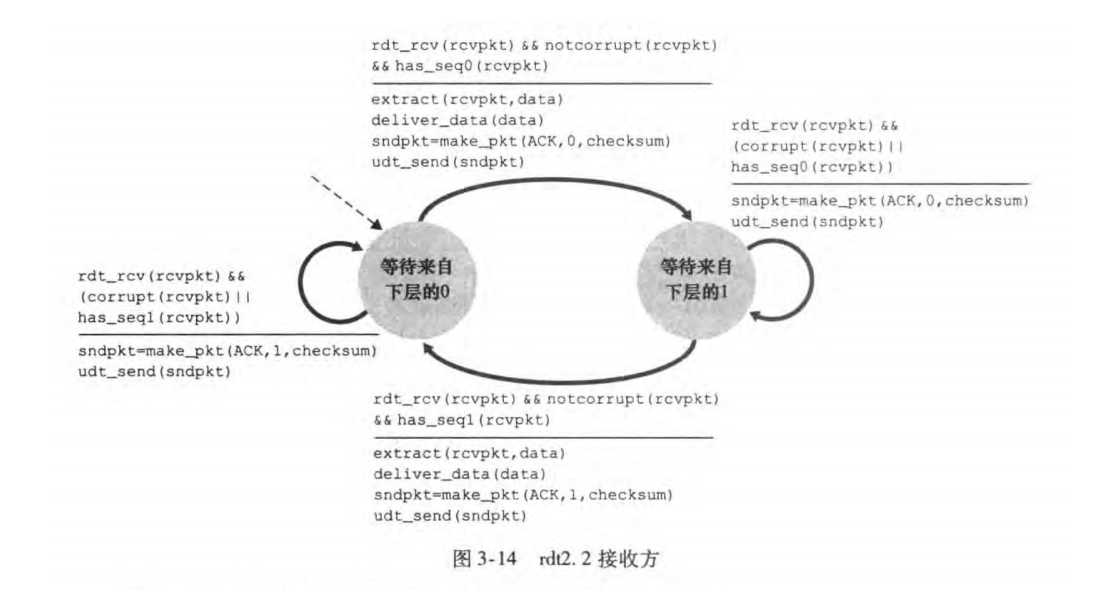 rdt_rcv(rcvpkt) && notcorrupt(rcvpkt)
&& has_seq0(rcvpkt)
extract(rcvpkt,data)
deliver_data(data)
sndpkt=make_pkt(ACK,0,checksum)
udt_send(sndpkt)
rdt_rcv(rcvpkt) &&
(corrupt(rcvpkt)||
has_seq0(rcvpkt))
sndpkt=make_pkt(ACK,0,checksum)
udt_send(sndpkt)
等待来自
下层的0
等待来自
下层的1
rdt_rcv(rcvpkt) &&
(corrupt(rcvpkt)||
has_seq1(rcvpkt))
sndpkt=make_pkt(ACK,1,checksum)
udt_send(sndpkt)
rdt_rcv(rcvpkt) && notcorrupt(rcvpkt)
&& has_seq1(rcvpkt)
extract(rcvpkt,data)
deliver_data(data)
sndpkt=make_pkt(ACK,1,checksum)
udt_send(sndpkt)
图 3-14 rdt2.2 接收方